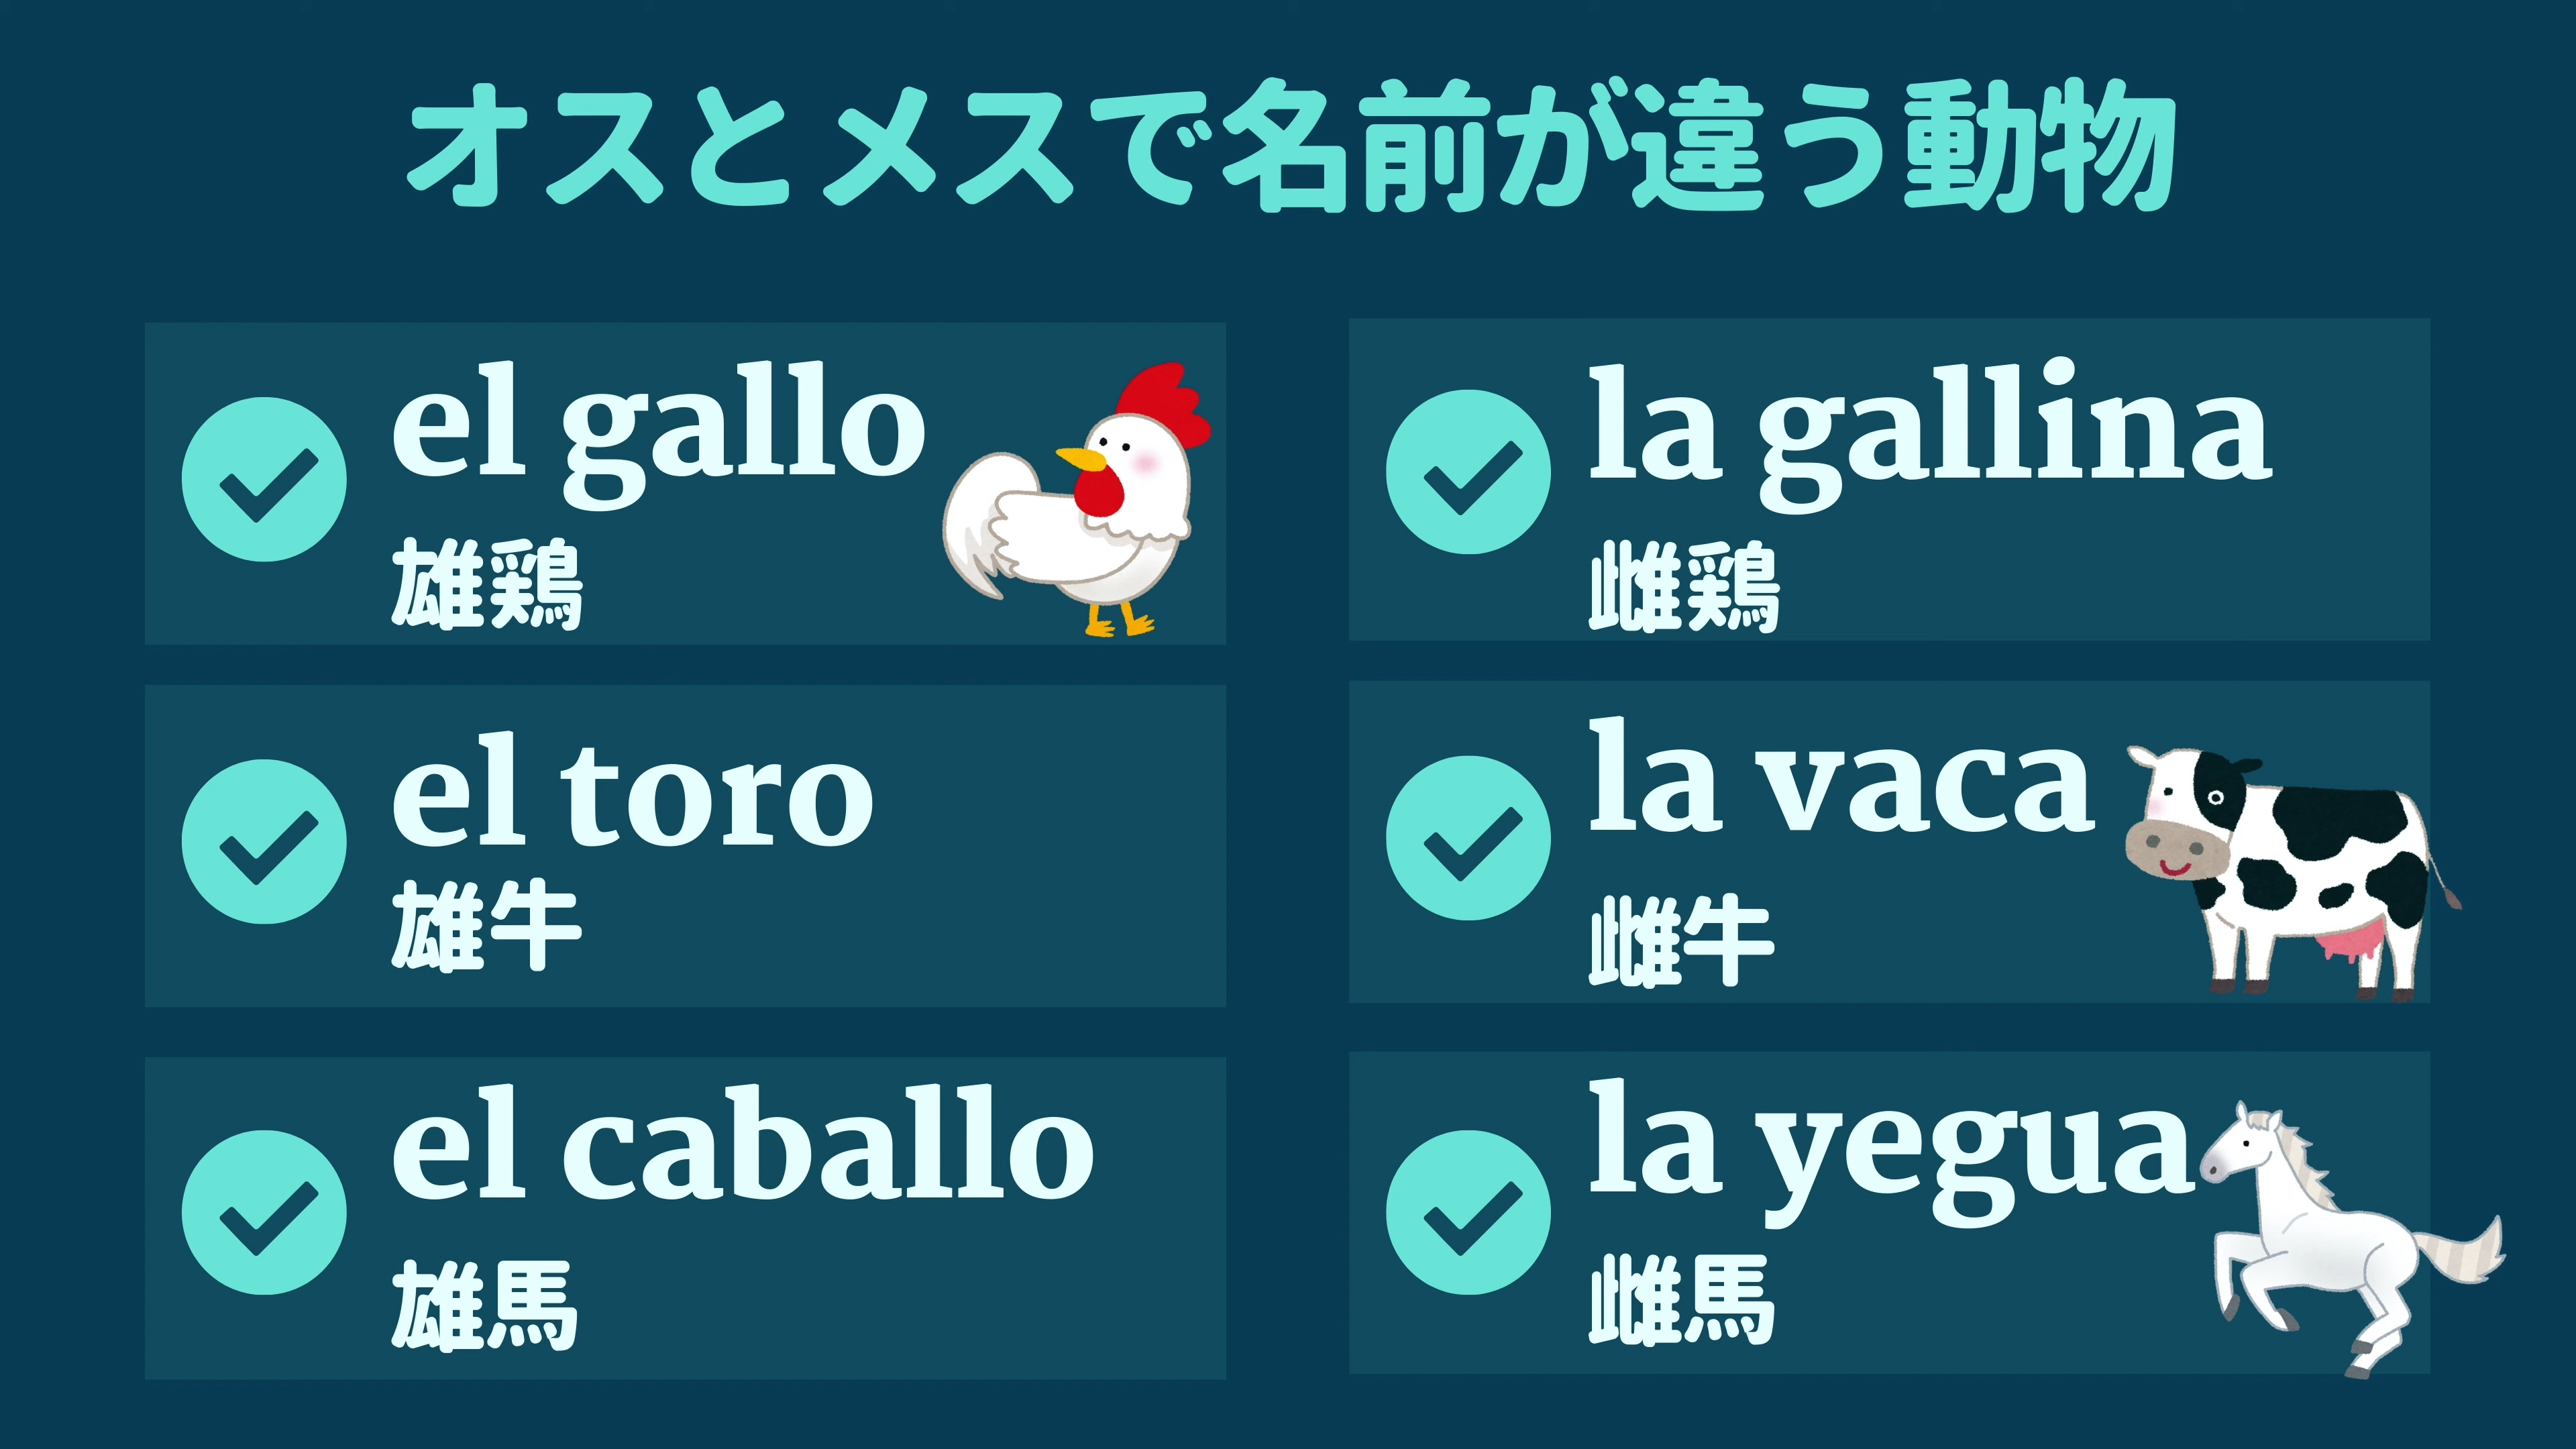 オスとメスで名前が違う動物
el gallo
雄鶏
la gallina
雌鶏
el toro
雄牛
la vaca
雌牛
el caballo
雄馬
la yegua
雌馬